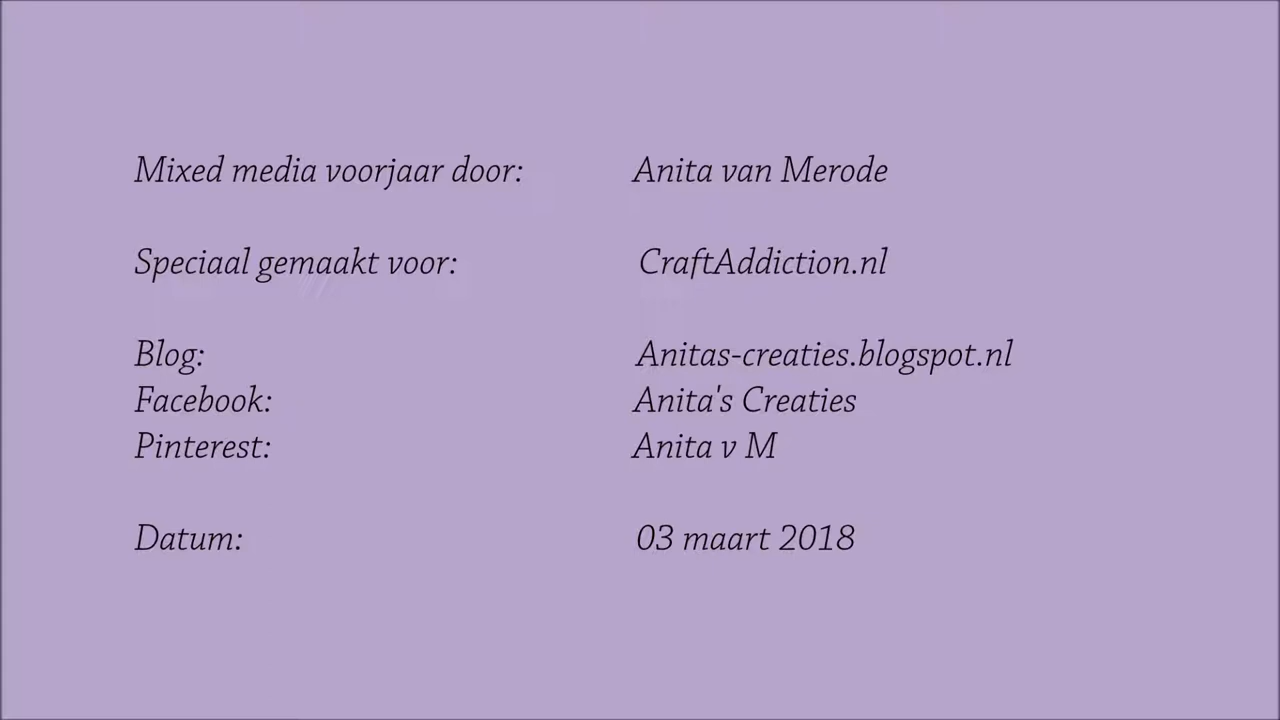 Mixed media voorjaar door: Anita van Merode
Speciaal gemaakt voor: CraftAddiction.nl
Blog: Anitas-creaties.blogspot.nl
Facebook: Anita's Creaties
Pinterest: Anita v M
Datum: 03 maart 2018